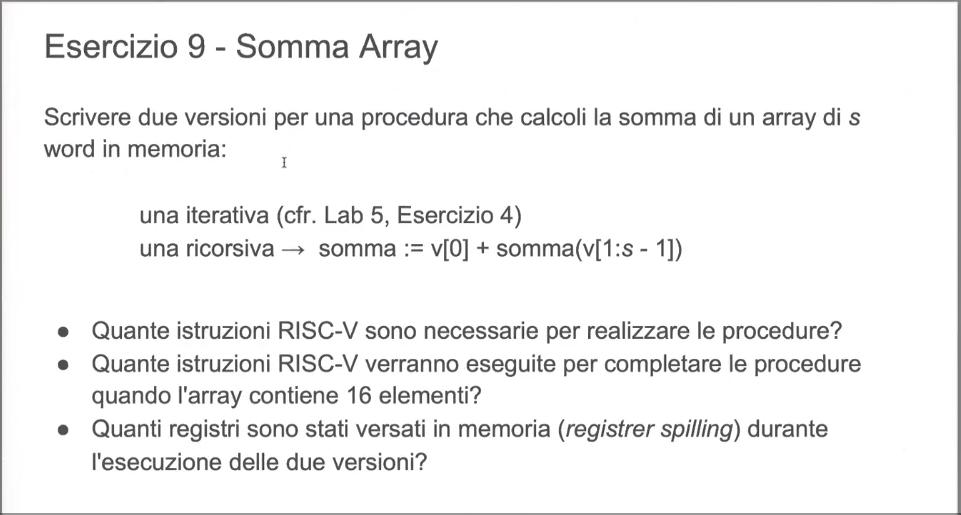 Esercizio 9 - Somma Array
Scrivere due versioni per una procedura che calcoli la somma di un array di s
word in memoria:
una iterativa (cfr. Lab 5, Esercizio 4)
una ricorsiva → somma := v[0] + somma(v[1:s - 1])
● Quante istruzioni RISC-V sono necessarie per realizzare le procedure?
● Quante istruzioni RISC-V verranno eseguite per completare le procedure
quando l'array contiene 16 elementi?
● Quanti registri sono stati versati in memoria (registrer spilling) durante
l'esecuzione delle due versioni?